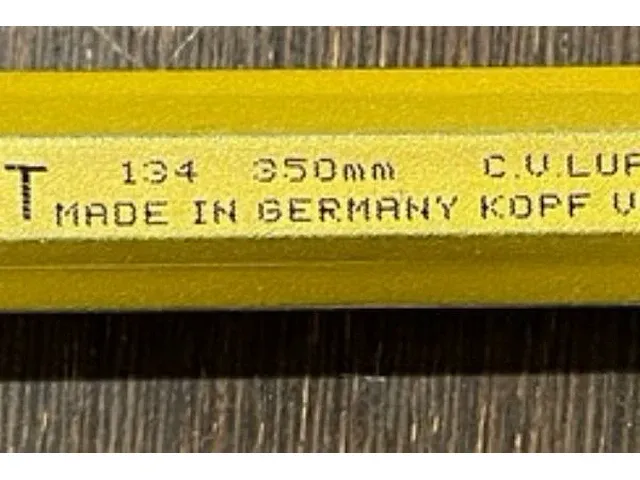 T 134 350mm C.V.LUF
MADE IN GERMANY KOPF V